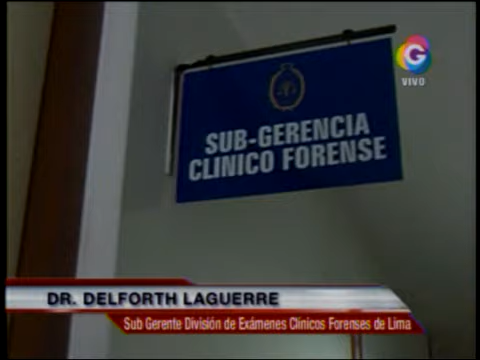 G
VIVO
SUB-GERENCIA
CLINICO FORENSE
DR. DELFORTH LAGUERRE
Sub Gerente División de Exámenes Clínicos Forenses de Lima